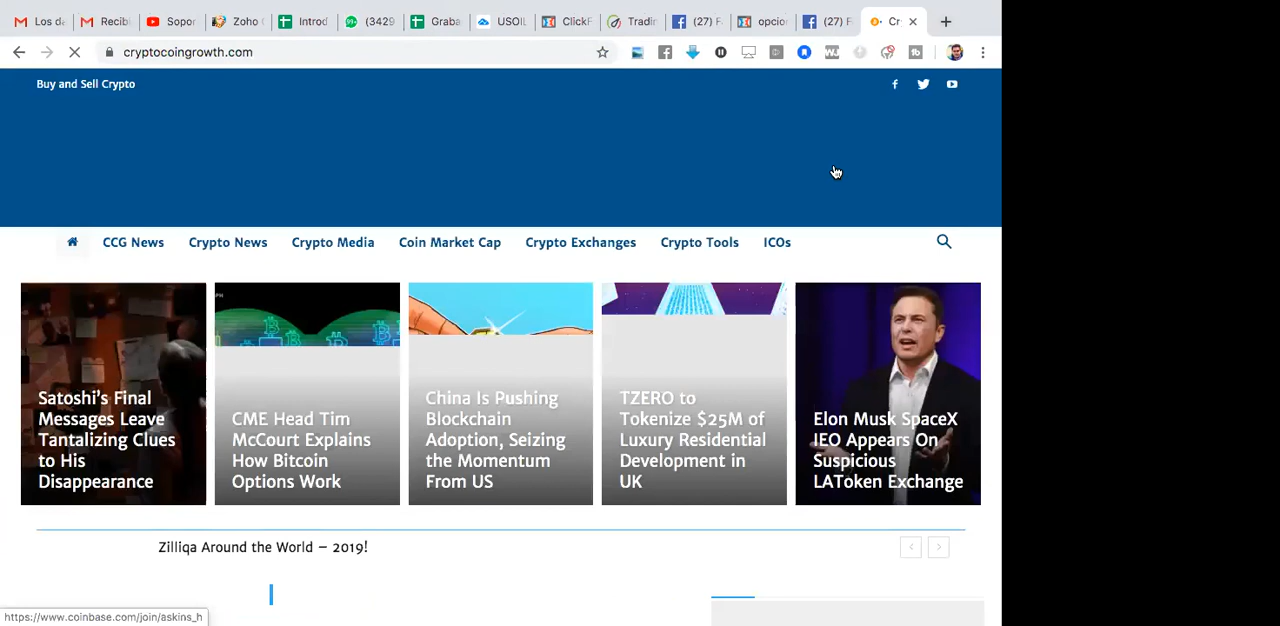 Los da
Recib
Sopor
Zoho
Introd
(3429
Graba
USOIL
ClickF
Tradin
(27) F
opcio
(27) F
Cr
cryptocoingrowth.com
Buy and Sell Crypto
CCG News
Crypto News
Crypto Media
Coin Market Cap
Crypto Exchanges
Crypto Tools
ICOs
Satoshi's Final
Messages Leave
Tantalizing Clues
to His
Disappearance
CME Head Tim
McCourt Explains
How Bitcoin
Options Work
China Is Pushing
Blockchain
Adoption, Seizing
the Momentum
From US
TZERO to
Tokenize $25M of
Luxury Residential
Development in
UK
Elon Musk SpaceX
IEO Appears On
Suspicious
LAToken Exchange
Zilliqa Around the World – 2019!
https://www.coinbase.com/join/askins_h